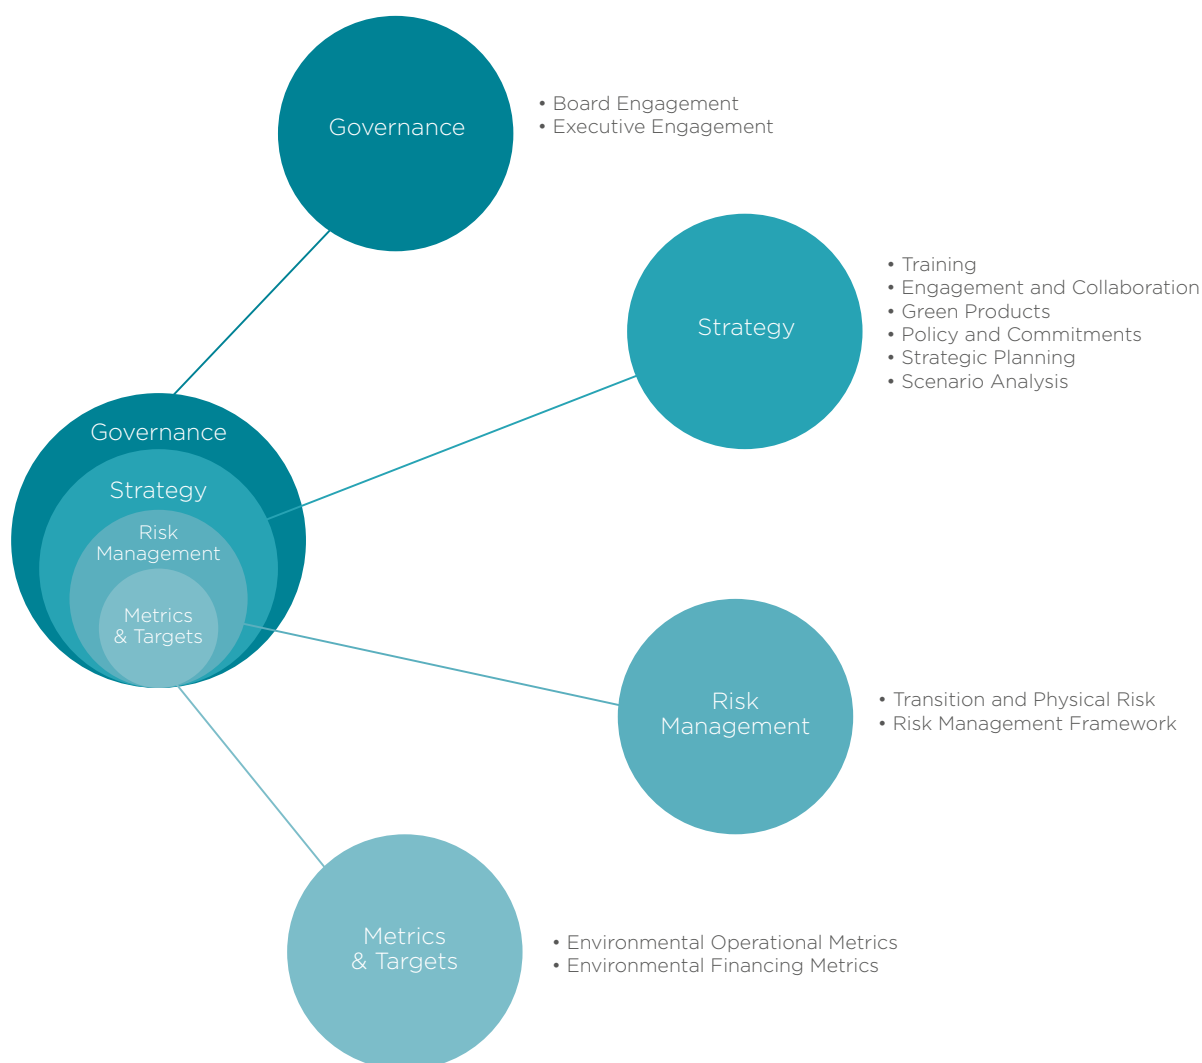 Governance
• Board Engagement
• Executive Engagement
Strategy
• Training
• Engagement and Collaboration
• Green Products
• Policy and Commitments
• Strategic Planning
• Scenario Analysis
Governance
Strategy
Risk
Management
Metrics
& Targets
Risk
Management
• Transition and Physical Risk
• Risk Management Framework
Metrics
& Targets
• Environmental Operational Metrics
• Environmental Financing Metrics